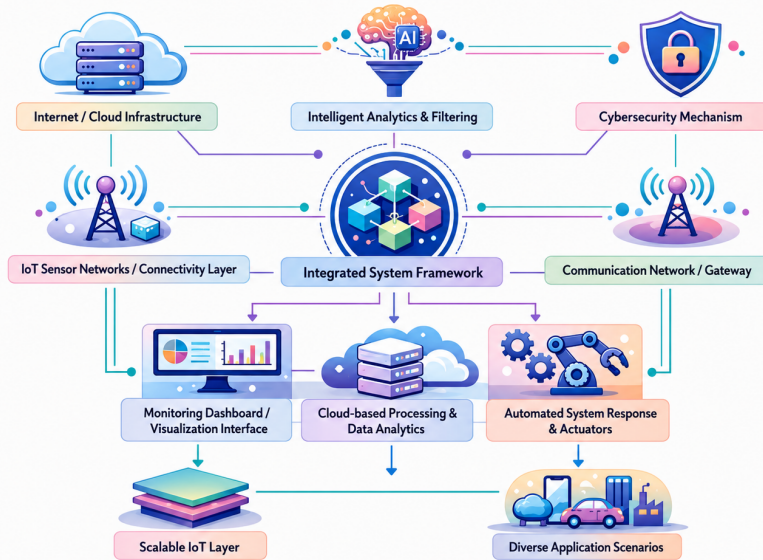 AI
Internet / Cloud Infrastructure
Intelligent Analytics & Filtering
Cybersecurity Mechanism
IoT Sensor Networks / Connectivity Layer
Integrated System Framework
Communication Network / Gateway
Monitoring Dashboard /
Visualization Interface
Cloud-based Processing &
Data Analytics
Automated System Response
& Actuators
Scalable IoT Layer
Diverse Application Scenarios